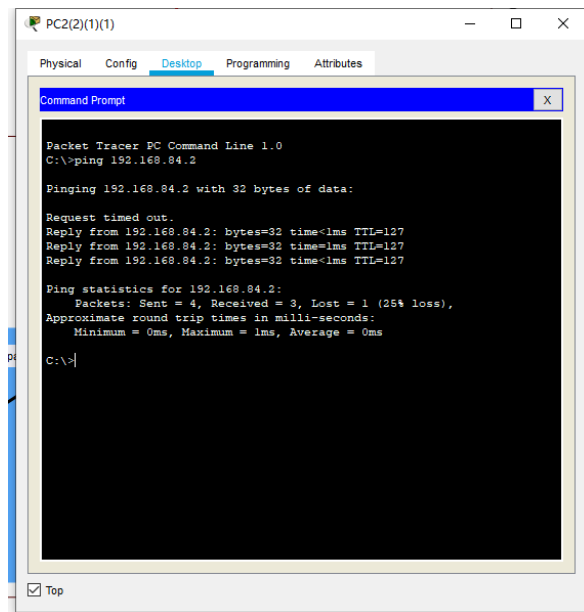 PC2(2)(1)(1)
Physical Config Desktop Programming Attributes
Command Prompt
X
Packet Tracer PC Command Line 1.0
C:\>ping 192.168.84.2
Pinging 192.168.84.2 with 32 bytes of data:
Request timed out.
Reply from 192.168.84.2: bytes=32 time<1ms TTL=127
Reply from 192.168.84.2: bytes=32 time=1ms TTL=127
Reply from 192.168.84.2: bytes=32 time<1ms TTL=127
Ping statistics for 192.168.84.2:
Packets: Sent = 4, Received = 3, Lost = 1 (25% loss),
Approximate round trip times in milli-seconds:
Minimum = 0ms, Maximum = 1ms, Average = 0ms
C:\>
pa
Top